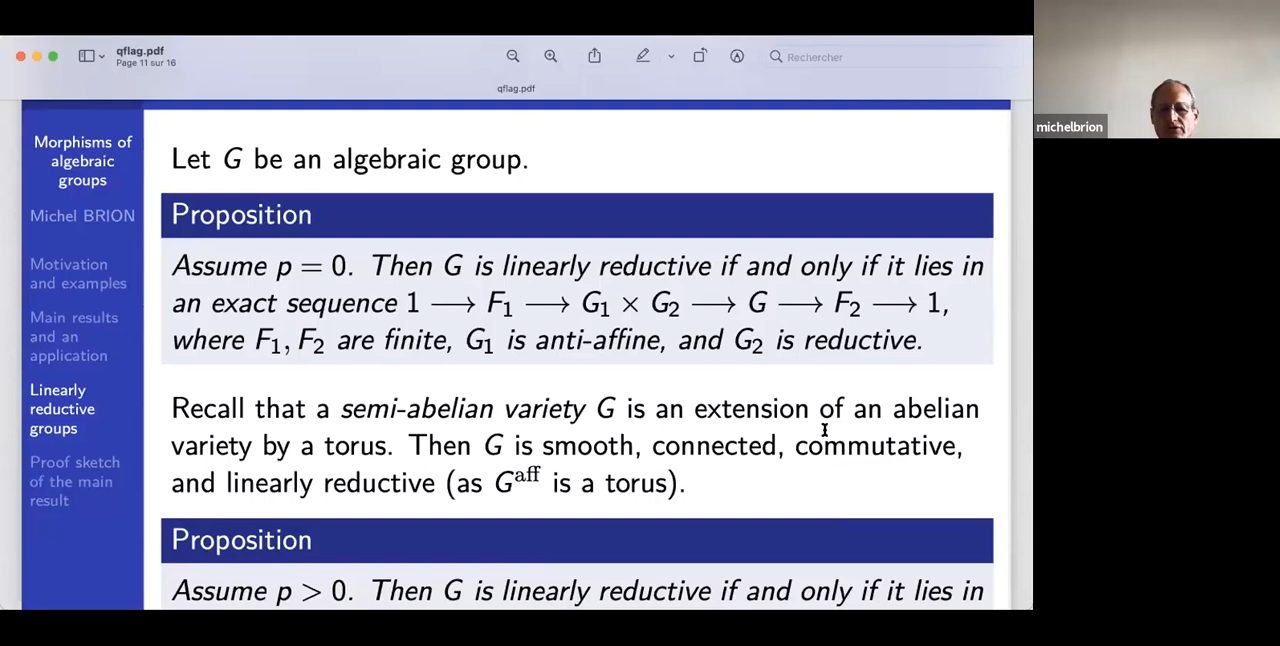 qflag.pdf
Page 11 sur 16
Rechercher
qflag.pdf
michelbrion
Morphisms of
algebraic
groups
Michel BRION
Motivation
and examples
Main results
and an
application
Linearly
reductive
groups
Proof sketch
of the main
result
Let G be an algebraic group.
Proposition
Assume p = 0. Then G is linearly reductive if and only if it lies in
an exact sequence 1 ⟶ F₁ ⟶ G₁ × G₂ ⟶ G ⟶ F₂ ⟶ 1,
where F₁, F₂ are finite, G₁ is anti-affine, and G₂ is reductive.
Recall that a semi-abelian variety G is an extension of an abelian
variety by a torus. Then G is smooth, connected, commutative,
and linearly reductive (as G^aff is a torus).
Proposition
Assume p > 0. Then G is linearly reductive if and only if it lies in